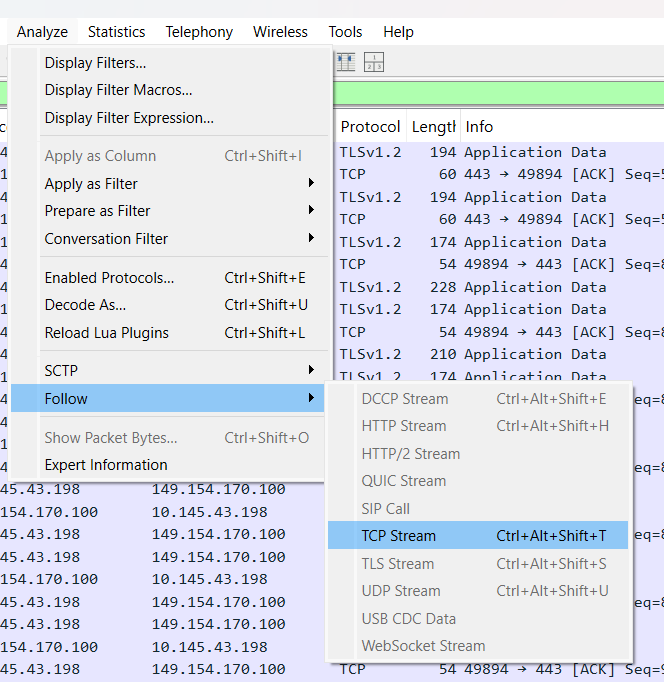 Analyze Statistics Telephony Wireless Tools Help
Display Filters...
Display Filter Macros...
Display Filter Expression...
Apply as Column Ctrl+Shift+I
Apply as Filter
Prepare as Filter
Conversation Filter
Enabled Protocols... Ctrl+Shift+E
Decode As... Ctrl+Shift+U
Reload Lua Plugins Ctrl+Shift+L
SCTP
Follow
Show Packet Bytes... Ctrl+Shift+O
Expert Information
Protocol Length Info
TLSv1.2 194 Application Data
TCP 60 443 → 49894 [ACK] Seq=5
TLSv1.2 194 Application Data
TCP 60 443 → 49894 [ACK] Seq=5
TLSv1.2 174 Application Data
TCP 54 49894 → 443 [ACK] Seq=8
TLSv1.2 228 Application Data
TLSv1.2 174 Application Data
TCP 54 49894 → 443 [ACK] Seq=8
TLSv1.2 210 Application Data
TLSv1.2 174 Application Data
DCCP Stream Ctrl+Alt+Shift+E
HTTP Stream Ctrl+Alt+Shift+H
HTTP/2 Stream
QUIC Stream
SIP Call
TCP Stream Ctrl+Alt+Shift+T
TLS Stream Ctrl+Alt+Shift+S
UDP Stream Ctrl+Alt+Shift+U
USB CDC Data
WebSocket Stream
45.43.198 149.154.170.100
154.170.100 10.145.43.198
45.43.198 149.154.170.100
45.43.198 149.154.170.100
154.170.100 10.145.43.198
45.43.198 149.154.170.100
45.43.198 149.154.170.100
154.170.100 10.145.43.198
45.43.198 149.154.170.100 TCP 54 49894 → 443 [ACK] Seq=9